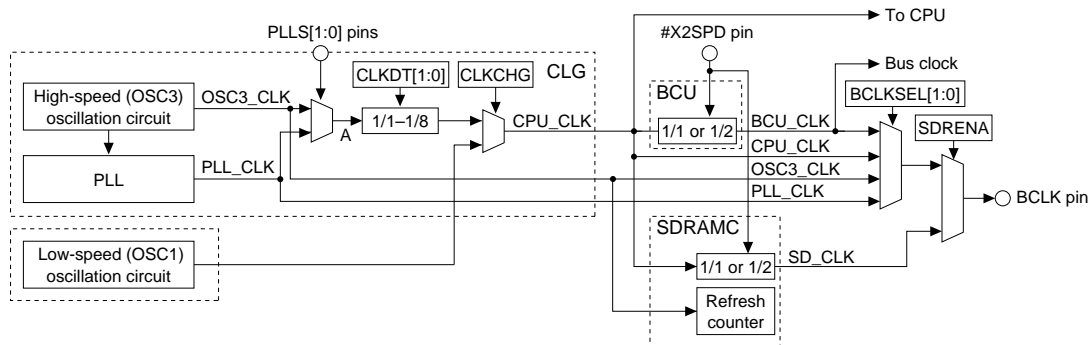 To CPU
PLLS[1:0] pins
#X2SPD pin
CLG
Bus clock
CLKDT[1:0]
CLKCHG
BCU
BCLKSEL[1:0]
High-speed (OSC3)
oscillation circuit
OSC3_CLK
A
1/1–1/8
CPU_CLK
1/1 or 1/2
BCU_CLK
SDRENA
CPU_CLK
PLL
PLL_CLK
OSC3_CLK
PLL_CLK
BCLK pin
SDRAMC
Low-speed (OSC1)
oscillation circuit
1/1 or 1/2
SD_CLK
Refresh
counter